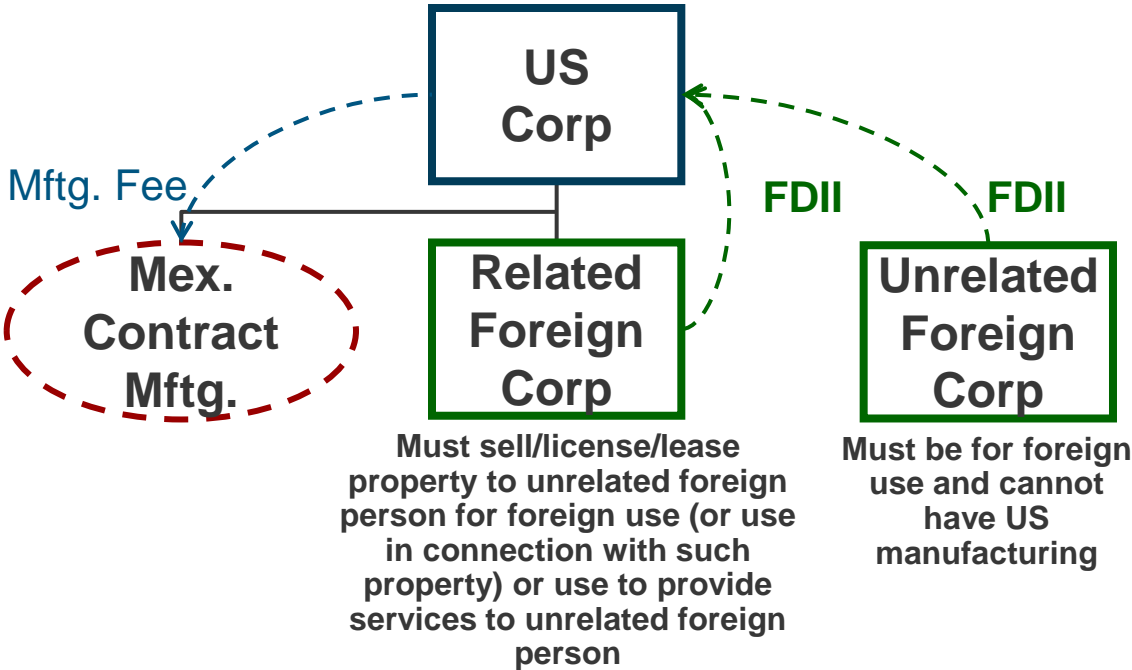 US
Corp
Mftg. Fee
FDII
FDII
Mex.
Contract
Mftg.
Related
Foreign
Corp
Unrelated
Foreign
Corp
Must sell/license/lease
property to unrelated foreign
person for foreign use (or use
in connection with such
property) or use to provide
services to unrelated foreign
person
Must be for foreign
use and cannot
have US
manufacturing